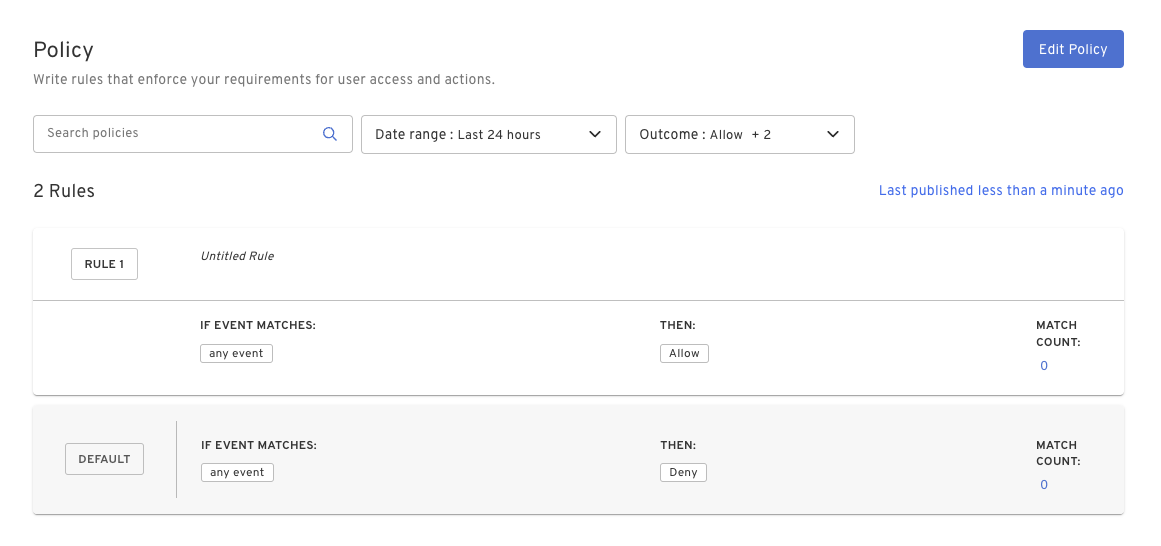 Policy
Edit Policy
Write rules that enforce your requirements for user access and actions.
Search policies
Date range : Last 24 hours
Outcome : Allow + 2
2 Rules
Last published less than a minute ago
RULE 1
Untitled Rule
IF EVENT MATCHES:
THEN:
MATCH
COUNT:
any event
Allow
0
DEFAULT
IF EVENT MATCHES:
THEN:
MATCH
COUNT:
any event
Deny
0